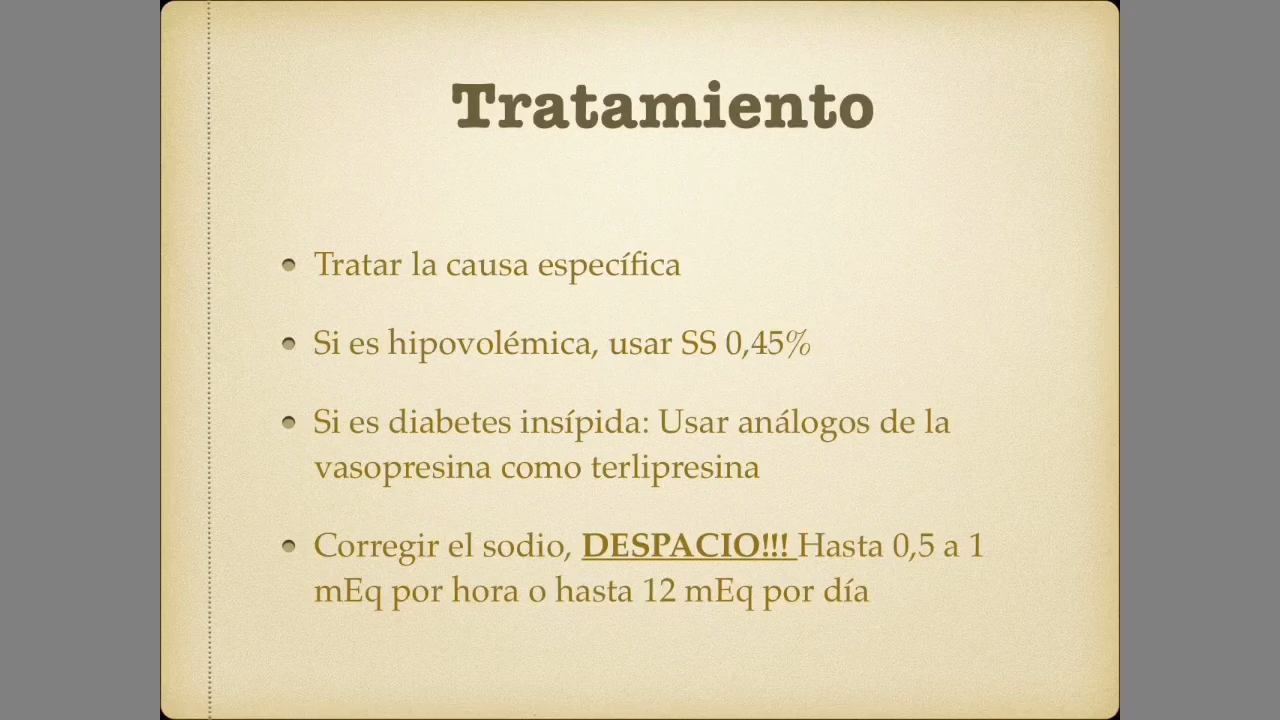 Tratamiento
Tratar la causa específica
Si es hipovolémica, usar SS 0,45%
Si es diabetes insípida: Usar análogos de la
vasopresina como terlipresina
Corregir el sodio, DESPACIO!!! Hasta 0,5 a 1
mEq por hora o hasta 12 mEq por día